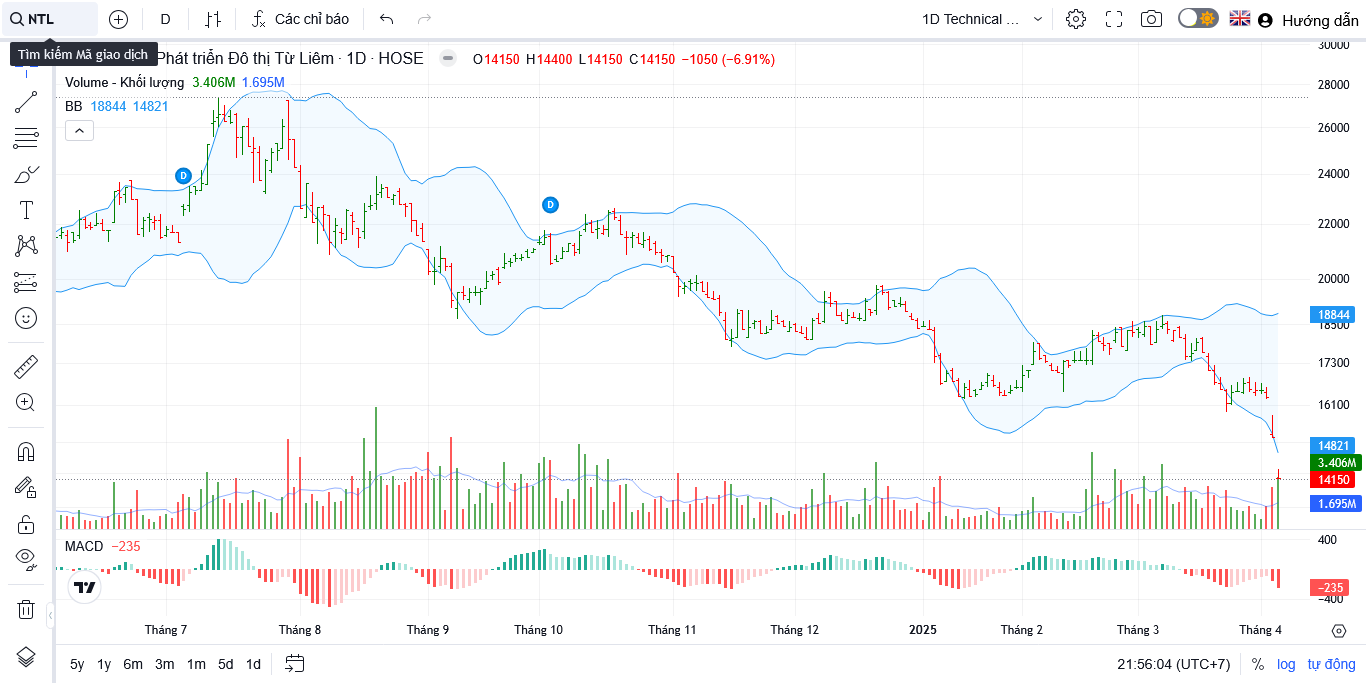 NTL D Các chỉ báo 1D Technical ... Hướng dẫn
Tìm kiếm Mã giao dịch
Phát triển Đô thị Từ Liêm · 1D · HOSE O14150 H14400 L14150 C14150 −1050 (−6.91%)
Volume - Khối lượng 3.406M 1.695M
BB 18844 14821
D
D
30000
28000
26000
24000
22000
20000
18844
18500
17300
16100
14821
3.406M
14150
1.695M
MACD −235
400
−235
−400
Tháng 7 Tháng 8 Tháng 9 Tháng 10 Tháng 11 Tháng 12 2025 Tháng 2 Tháng 3 Tháng 4
5y 1y 6m 3m 1m 5d 1d 21:56:04 (UTC+7) % log tự động